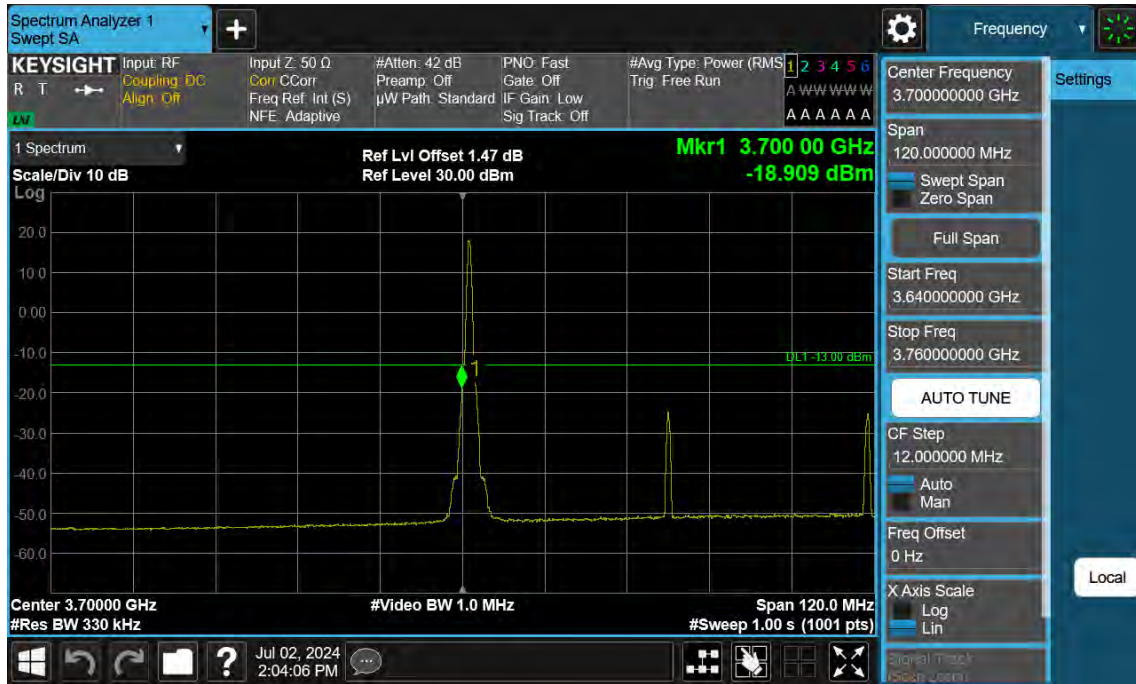 Spectrum Analyzer 1
Swept SA
+
Frequency
KEYSIGHT
R T
LXI
Input: RF
Coupling: DC
Align: Off
Input Z: 50 Ω
Corr CCorr
Freq Ref: Int (S)
NFE: Adaptive
#Atten: 42 dB
Preamp: Off
µW Path: Standard
PNO: Fast
Gate: Off
IF Gain: Low
Sig Track: Off
#Avg Type: Power (RMS
Trig: Free Run
1 2 3 4 5 6
A W W W W W
A A A A A A
1 Spectrum
Scale/Div 10 dB
Log
Ref Lvl Offset 1.47 dB
Ref Level 30.00 dBm
Mkr1 3.700 00 GHz
-18.909 dBm
20.0
10.0
0.00
-10.0
-20.0
-30.0
-40.0
-50.0
-60.0
DL1 -13.00 dBm
1
Center 3.70000 GHz
#Res BW 330 kHz
#Video BW 1.0 MHz
Span 120.0 MHz
#Sweep 1.00 s (1001 pts)
Center Frequency
3.700000000 GHz
Settings
Span
120.000000 MHz
Swept Span
Zero Span
Full Span
Start Freq
3.640000000 GHz
Stop Freq
3.760000000 GHz
AUTO TUNE
CF Step
12.000000 MHz
Auto
Man
Freq Offset
0 Hz
X Axis Scale
Log
Lin
Local
Signal Track
(Span Zoom)
?
Jul 02, 2024
2:04:06 PM